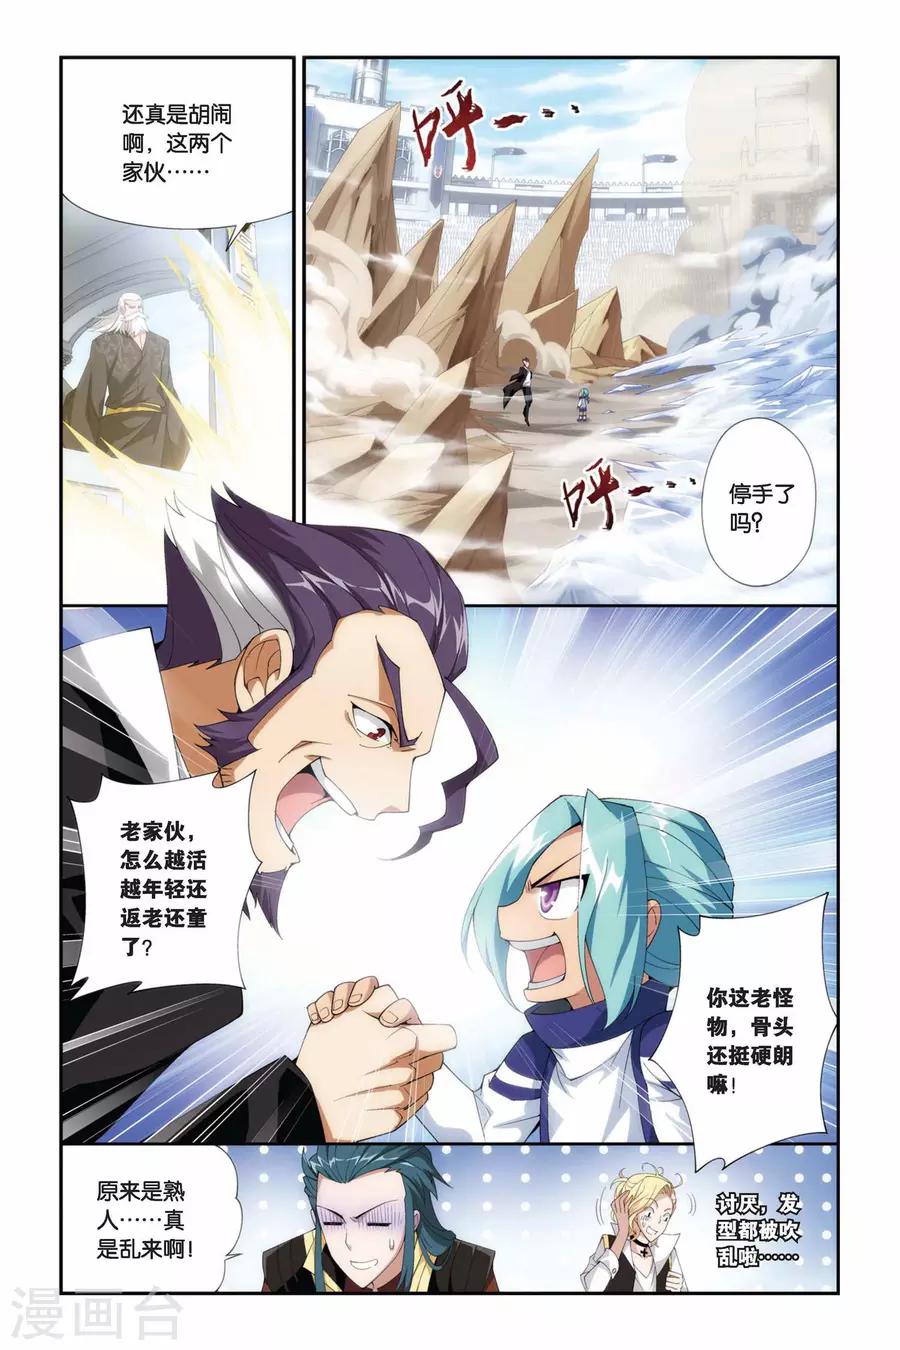 还真是胡闹
啊，这两个
家伙……
呼一…
呼一…
停手了
吗？
老家伙，
怎么越活
越年轻还
返老还童
了？
你这老怪
物，骨头
还挺硬朗
嘛！
原来是熟
人……真
是乱来啊！
讨厌，发
型都被吹
乱啦……
漫画台